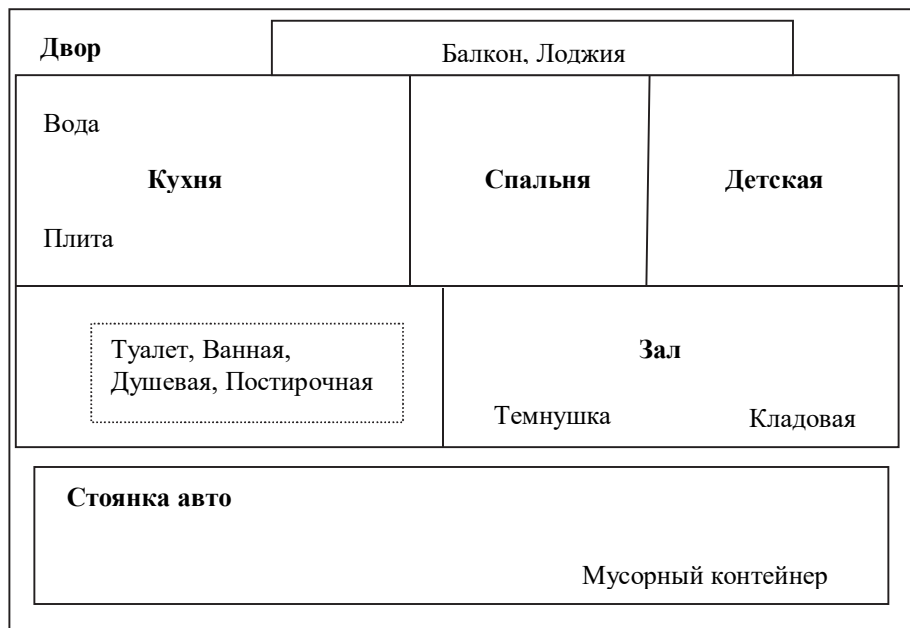 Двор
Балкон, Лоджия
Вода
Кухня
Спальня
Детская
Плита
Туалет, Ванная,
Душевая, Постирочная
Зал
Темнушка
Кладовая
Стоянка авто
Мусорный контейнер